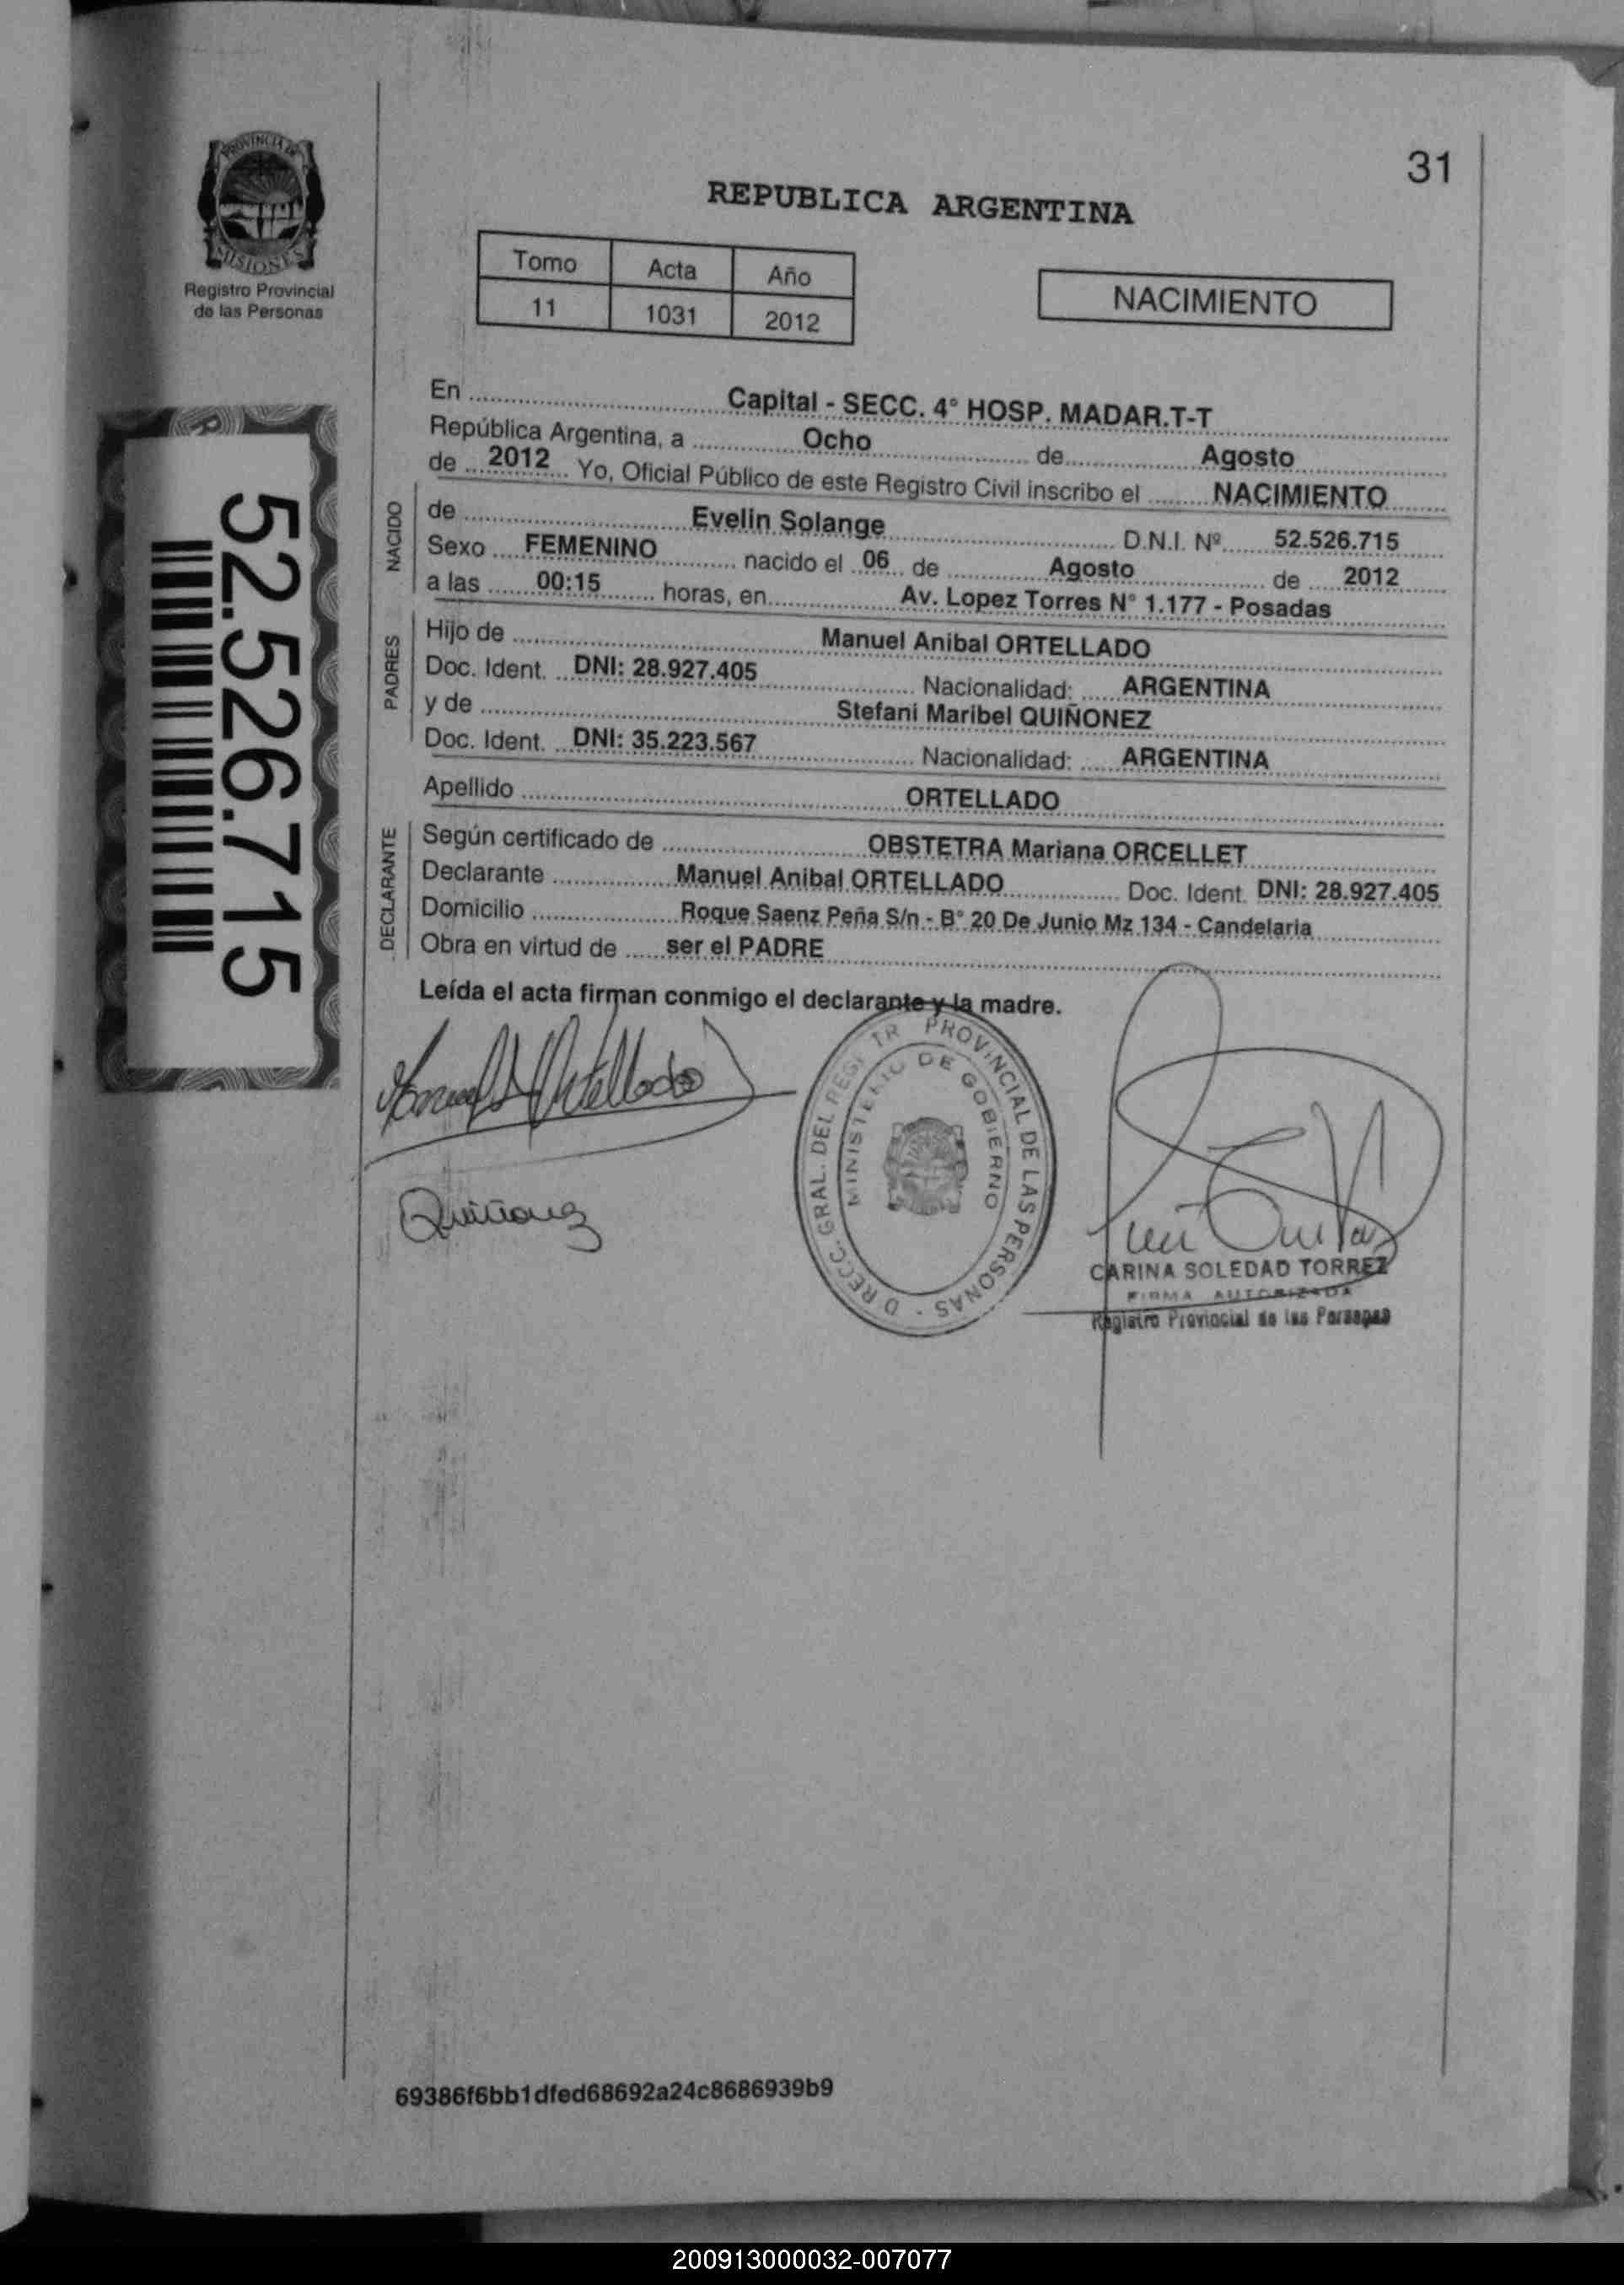 PROVINCIA DE
MISIONES
Registro Provincial
de las Personas
31
REPUBLICA ARGENTINA
Tomo Acta Año
11 1031 2012
NACIMIENTO
52.526.715
En Capital - SECC. 4° HOSP. MADAR.T-T
República Argentina, a Ocho de Agosto
de 2012 Yo, Oficial Público de este Registro Civil inscribo el NACIMIENTO
NACIDO
de Evelin Solange D.N.I. Nº 52.526.715
Sexo FEMENINO nacido el 06 de Agosto de 2012
a las 00:15 horas, en Av. Lopez Torres N° 1.177 - Posadas
PADRES
Hijo de Manuel Anibal ORTELLADO
Doc. Ident. DNI: 28.927.405 Nacionalidad: ARGENTINA
y de Stefani Maribel QUIÑONEZ
Doc. Ident. DNI: 35.223.567 Nacionalidad: ARGENTINA
Apellido ORTELLADO
DECLARANTE
Según certificado de OBSTETRA Mariana ORCELLET
Declarante Manuel Anibal ORTELLADO Doc. Ident. DNI: 28.927.405
Domicilio Roque Saenz Peña S/n - B° 20 De Junio Mz 134 - Candelaria
Obra en virtud de ser el PADRE
Leída el acta firman conmigo el declarante y la madre.
PROVINCIAL DE LAS PERSONAS
GRAL. DEL
MINISTERIO DE GOBIERNO
CARINA SOLEDAD TORREZ
FIRMA AUTORIZADA
Registro Provincial de las Personas
69386f6bb1dfed68692a24c8686939b9
200913000032-007077